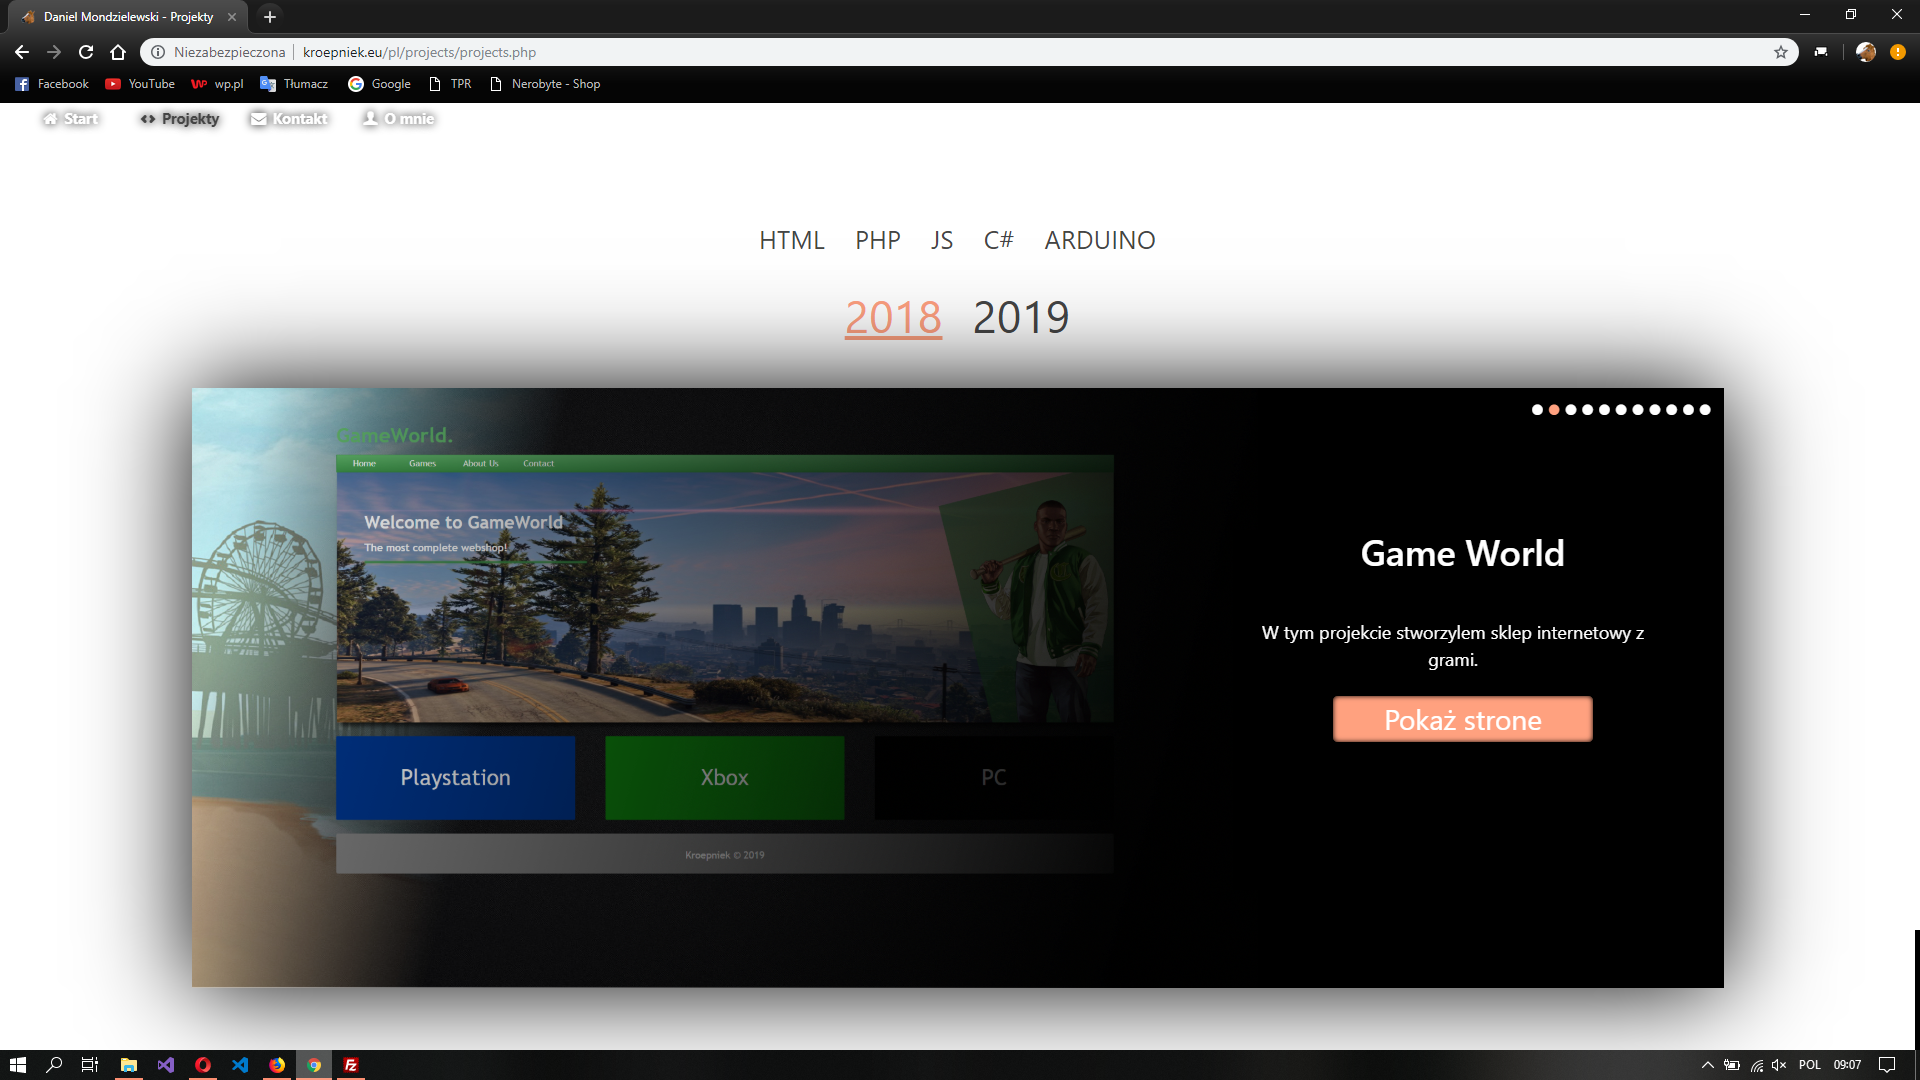 Daniel Mondzielewski - Projekty
Niezabezpieczona kroepniek.eu/pl/projects/projects.php
Facebook YouTube wp.pl Tłumacz Google TPR Nerobyte - Shop
Start Projekty Kontakt O mnie
HTML PHP JS C# ARDUINO
2018 2019
GameWorld.
Home Games About Us Contact
Welcome to GameWorld
The most complete webshop!
Playstation Xbox PC
Kroepniek © 2019
Game World
W tym projekcie stworzylem sklep internetowy z
grami.
Pokaż strone
POL 09:07